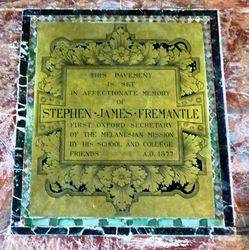 THIS PAVEMENT
IS SET
IN AFFECTIONATE MEMORY
OF
STEPHEN · JAMES · FREMANTLE
FIRST OXFORD SECRETARY
OF THE MELANESIAN MISSION
BY HIS SCHOOL AND COLLEGE
FRIENDS A.D. 1877